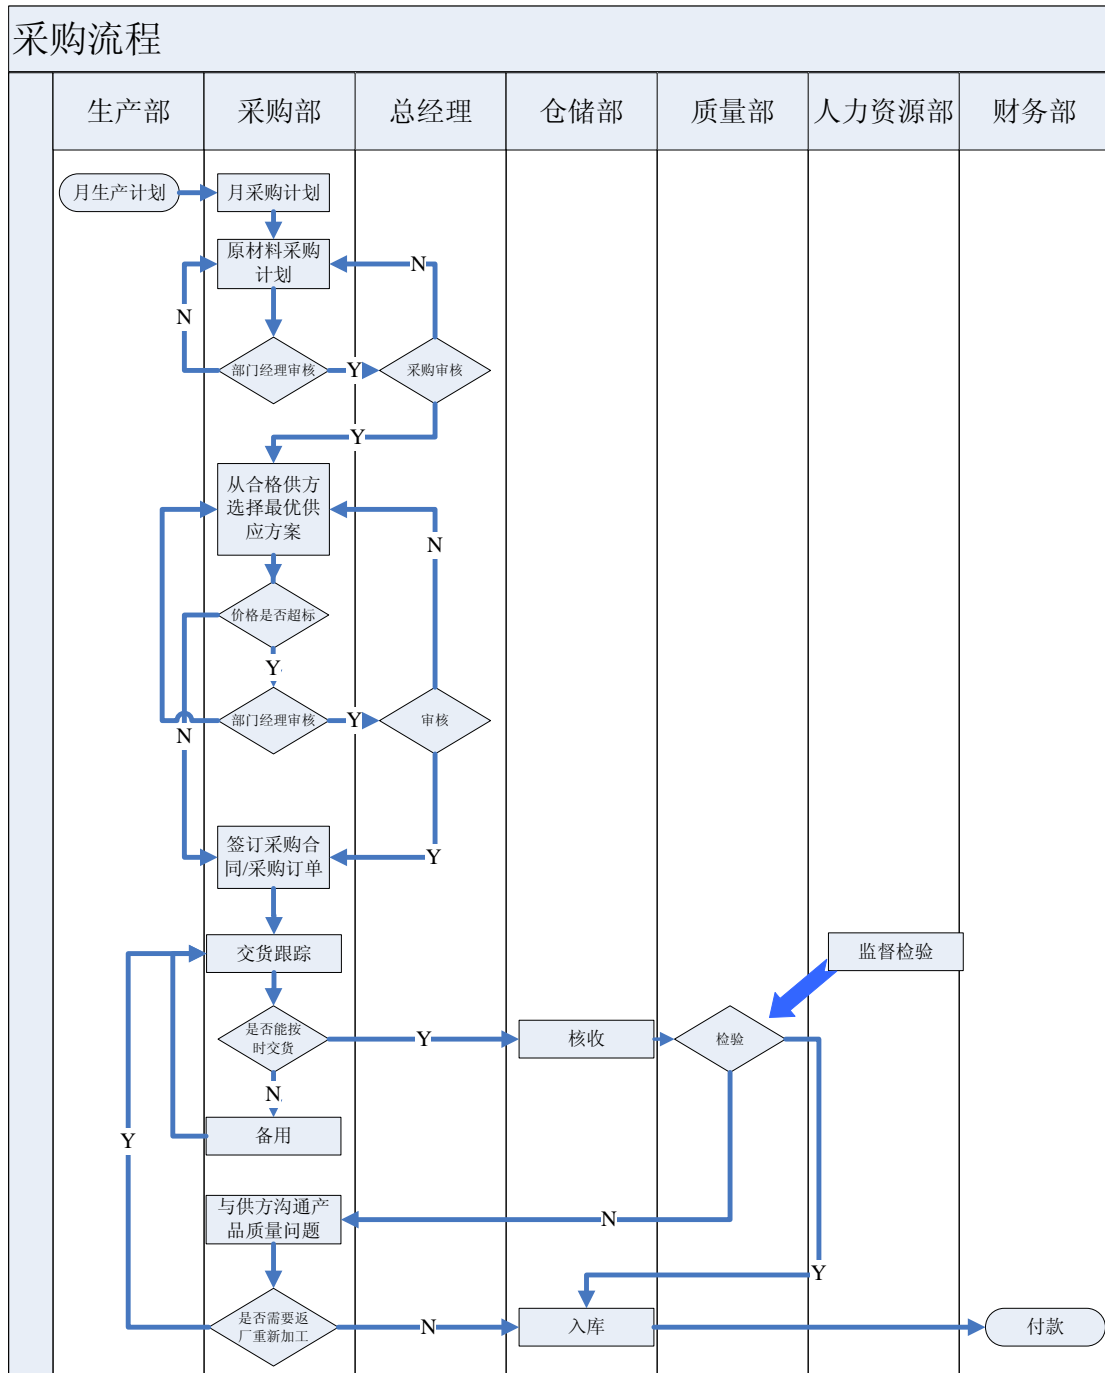 采购流程
生产部
采购部
总经理
仓储部
质量部
人力资源部
财务部
月生产计划
月采购计划
原材料采购
计划
N
N
部门经理审核
Y
采购审核
Y
从合格供方
选择最优供
应方案
N
价格是否超标
Y
部门经理审核
Y
审核
N
签订采购合
同/采购订单
Y
交货跟踪
监督检验
是否能按
时交货
Y
核收
检验
N
备用
Y
与供方沟通产
品质量问题
N
Y
是否需要返
厂重新加工
N
入库
付款